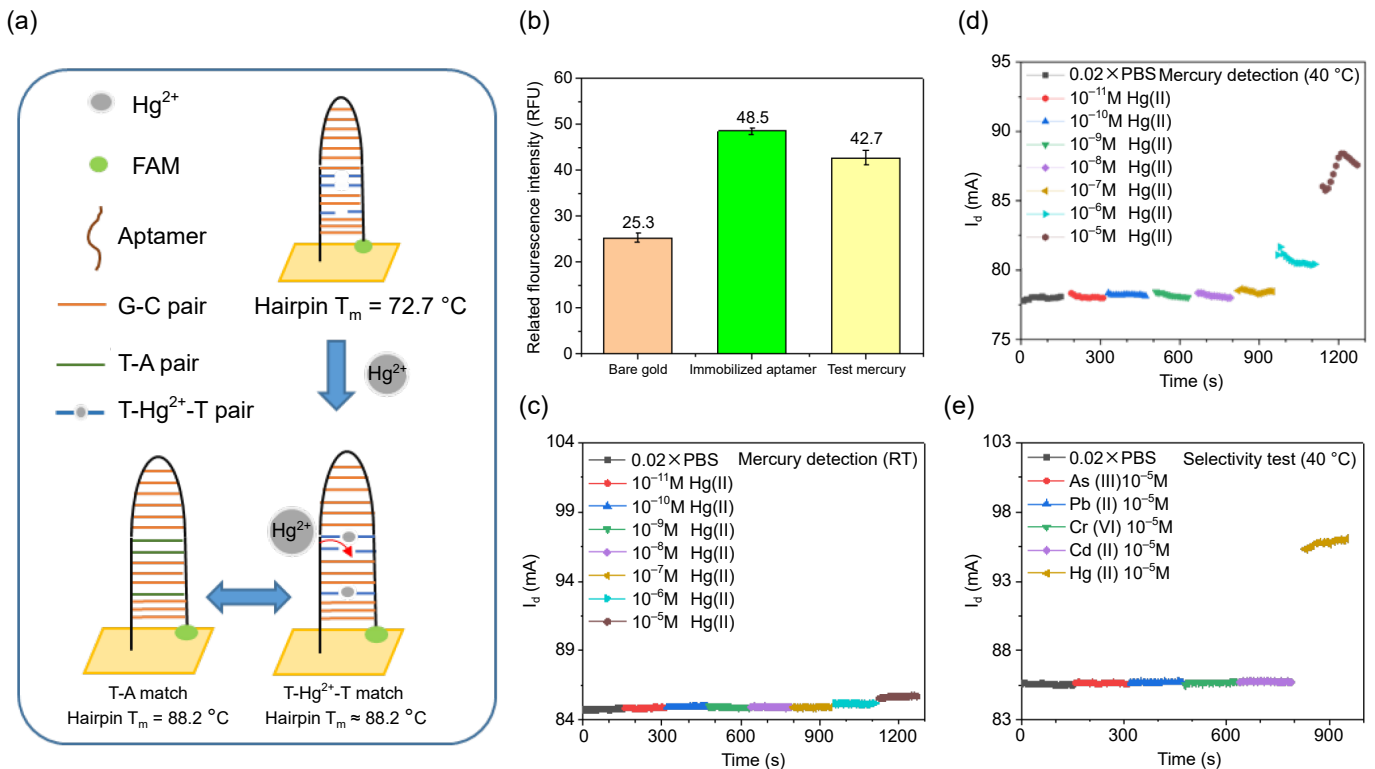 (a)
Hg²⁺
FAM
Aptamer
G-C pair
T-A pair
T-Hg²⁺-T pair
Hairpin Tₘ = 72.7 °C
Hg²⁺
Hg²⁺
T-A match
Hairpin Tₘ = 88.2 °C
T-Hg²⁺-T match
Hairpin Tₘ ≈ 88.2 °C
(b)
Related flourescence intensity (RFU)
60
50
40
30
20
10
0
25.3
48.5
42.7
Bare gold
Immobilized aptamer
Test mercury
(c)
I_d (mA)
104
99
94
89
84
0.02×PBS
Mercury detection (RT)
10⁻¹¹M Hg(II)
10⁻¹⁰M Hg(II)
10⁻⁹M Hg(II)
10⁻⁸M Hg(II)
10⁻⁷M Hg(II)
10⁻⁶M Hg(II)
10⁻⁵M Hg(II)
0 300 600 900 1200
Time (s)
(d)
I_d (mA)
95
90
85
80
75
0.02×PBS
Mercury detection (40 °C)
10⁻¹¹M Hg(II)
10⁻¹⁰M Hg(II)
10⁻⁹M Hg(II)
10⁻⁸M Hg(II)
10⁻⁷M Hg(II)
10⁻⁶M Hg(II)
10⁻⁵M Hg(II)
0 300 600 900 1200
Time (s)
(e)
I_d (mA)
103
98
93
88
83
0.02×PBS
Selectivity test (40 °C)
As (III)10⁻⁵M
Pb (II) 10⁻⁵M
Cr (VI) 10⁻⁵M
Cd (II) 10⁻⁵M
Hg (II) 10⁻⁵M
0 300 600 900
Time (s)